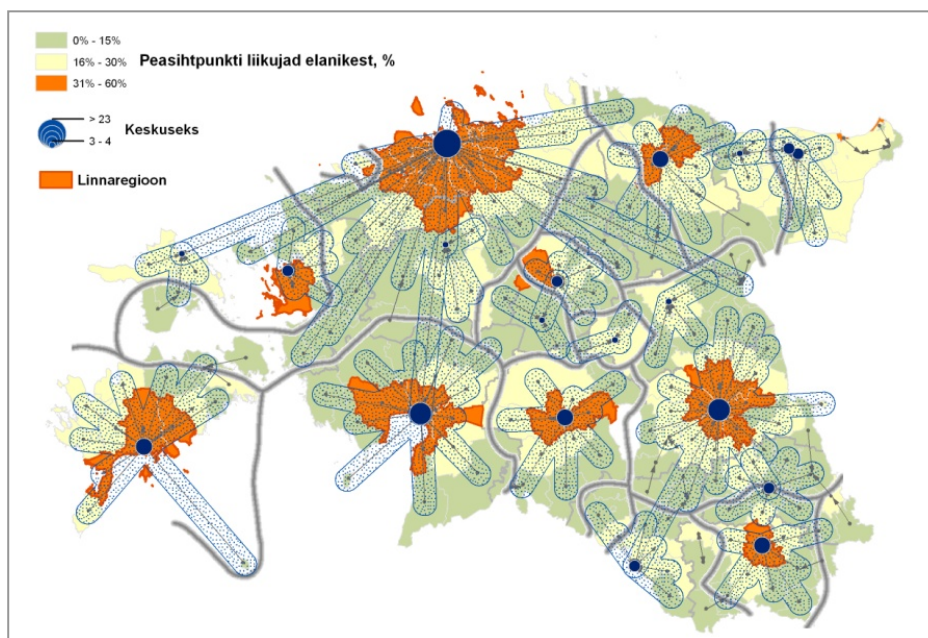 0% - 15%
16% - 30%
31% - 60%
Peasihtpunkti liikujad elanikest, %
> 23
3 - 4
Keskuseks
Linnaregioon